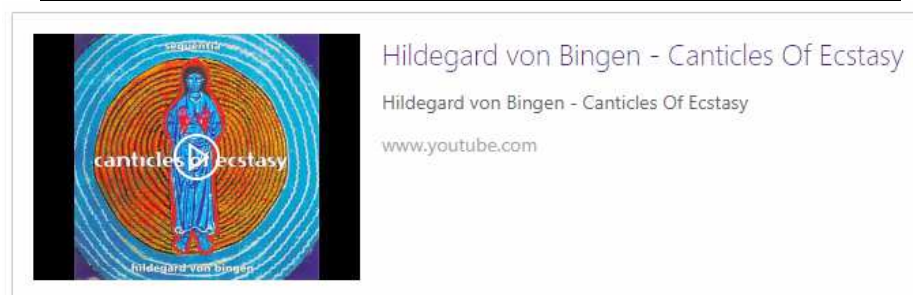 sequentia
canticles of ecstasy
hildegard von bingen
Hildegard von Bingen - Canticles Of Ecstasy
Hildegard von Bingen - Canticles Of Ecstasy
www.youtube.com